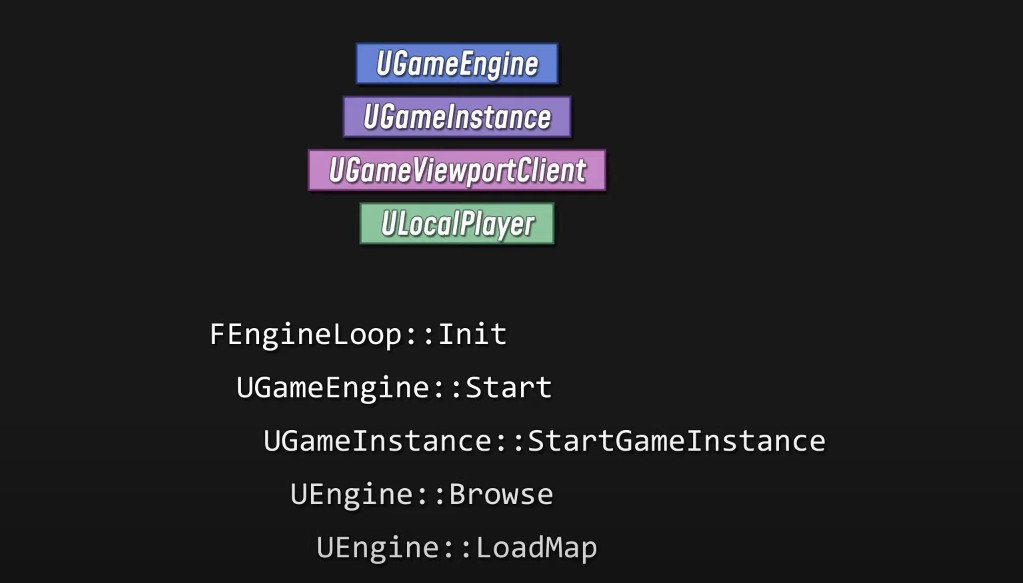 UGameEngine
UGameInstance
UGameViewportClient
ULocalPlayer
FEngineLoop::Init
UGameEngine::Start
UGameInstance::StartGameInstance
UEngine::Browse
UEngine::LoadMap